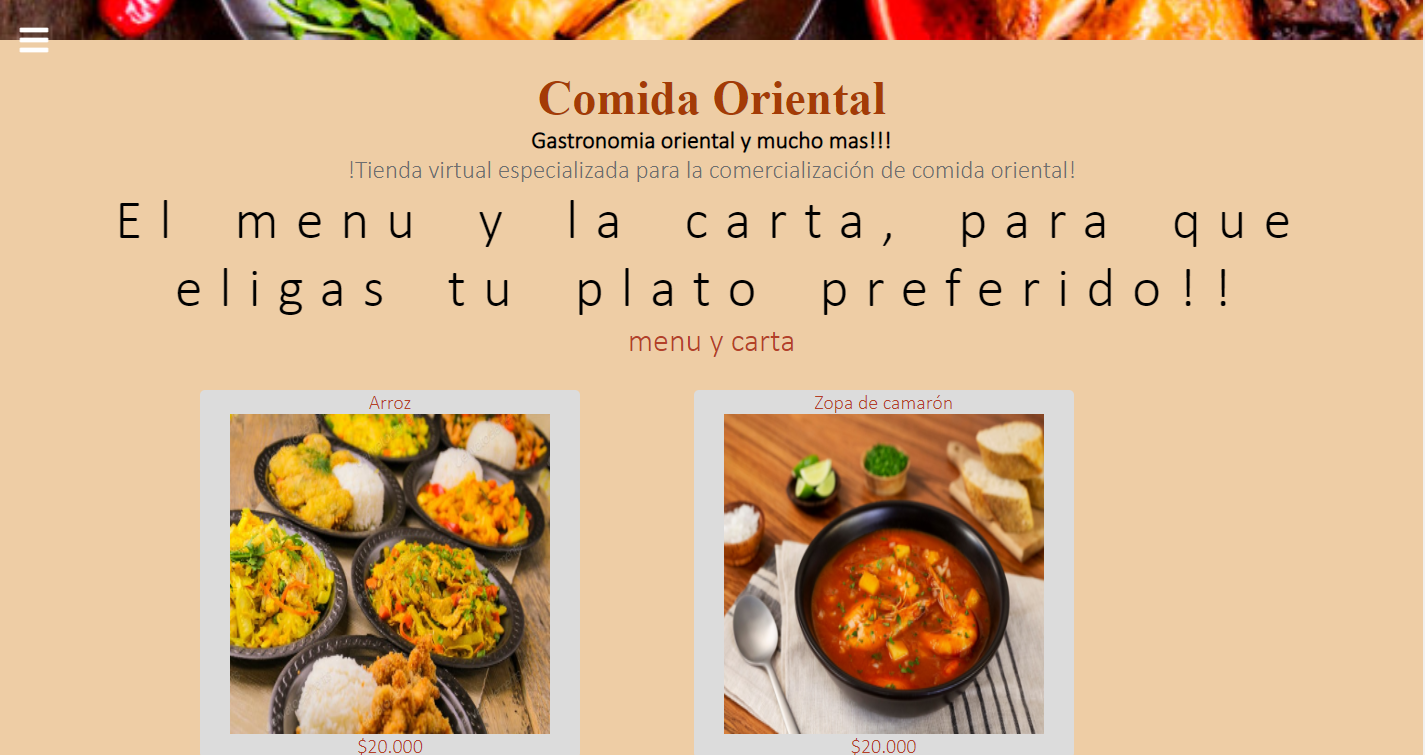 Comida Oriental
Gastronomia oriental y mucho mas!!!
!Tienda virtual especializada para la comercialización de comida oriental!
El menu y la carta, para que
eligas tu plato preferido!!
menu y carta
Arroz
Zopa de camarón
$20.000
$20.000